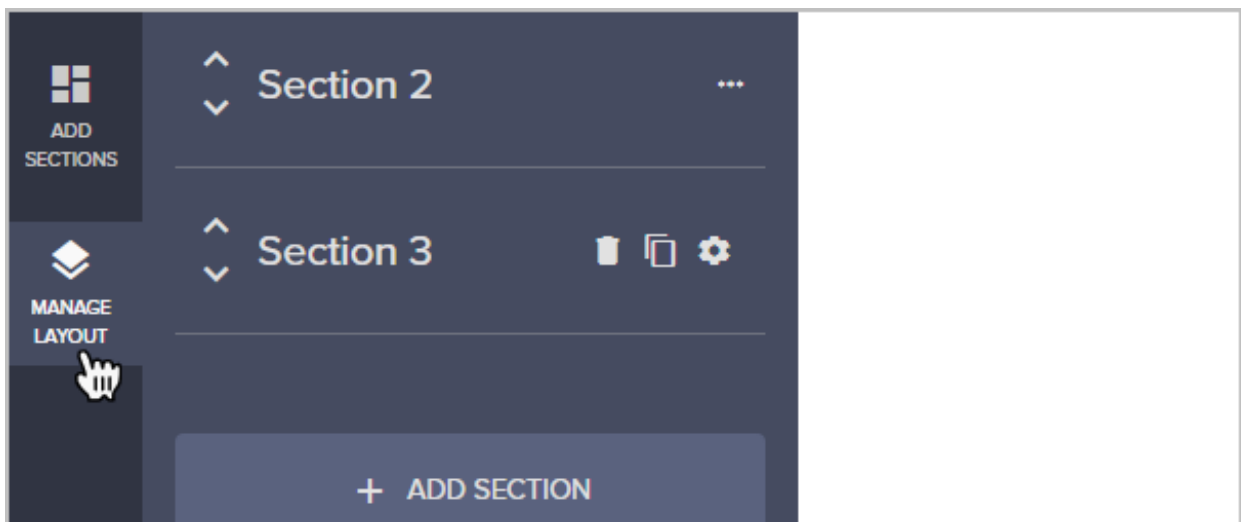 ADD
SECTIONS
MANAGE
LAYOUT
Section 2
Section 3
+ ADD SECTION